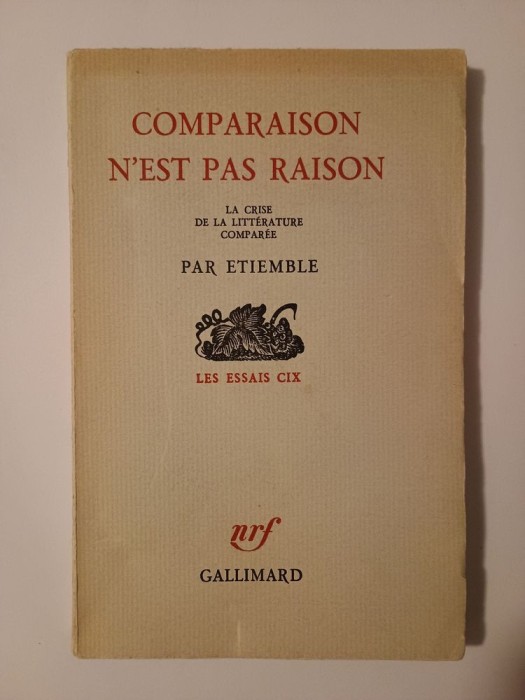 COMPARAISON
N'EST PAS RAISON
LA CRISE
DE LA LITTÉRATURE
COMPARÉE
PAR ETIEMBLE
LES ESSAIS CIX
nrf
GALLIMARD